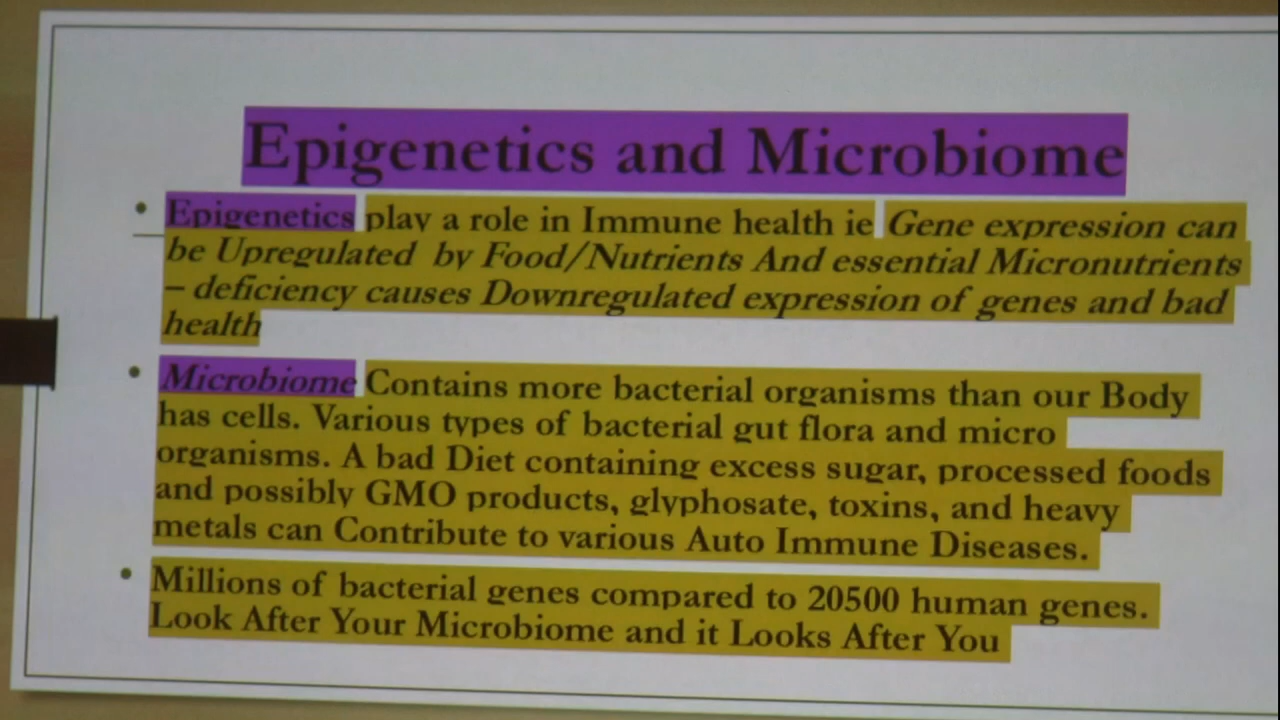 Epigenetics and Microbiome
• Epigenetics play a role in Immune health ie Gene expression can
be Upregulated by Food/Nutrients And essential Micronutrients
– deficiency causes Downregulated expression of genes and bad
health
• Microbiome Contains more bacterial organisms than our Body
has cells. Various types of bacterial gut flora and micro
organisms. A bad Diet containing excess sugar, processed foods
and possibly GMO products, glyphosate, toxins, and heavy
metals can Contribute to various Auto Immune Diseases.
• Millions of bacterial genes compared to 20500 human genes.
Look After Your Microbiome and it Looks After You